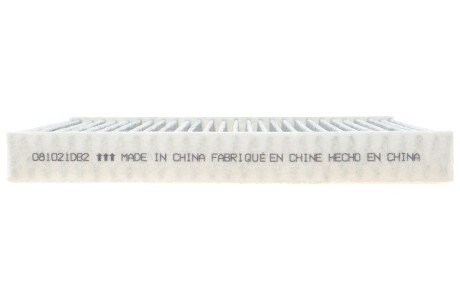 081021DB2 ↑↑↑ MADE IN CHINA FABRIQUÉ EN CHINE HECHO EN CHINA